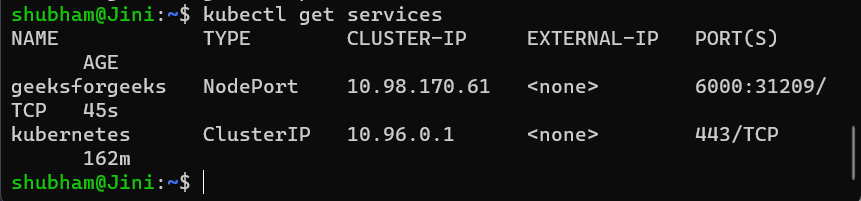 shubham@Jini:~$ kubectl get services
NAME            TYPE        CLUSTER-IP     EXTERNAL-IP   PORT(S)
      AGE
geeksforgeeks   NodePort    10.98.170.61   <none>        6000:31209/
TCP   45s
kubernetes      ClusterIP   10.96.0.1      <none>        443/TCP
      162m
shubham@Jini:~$